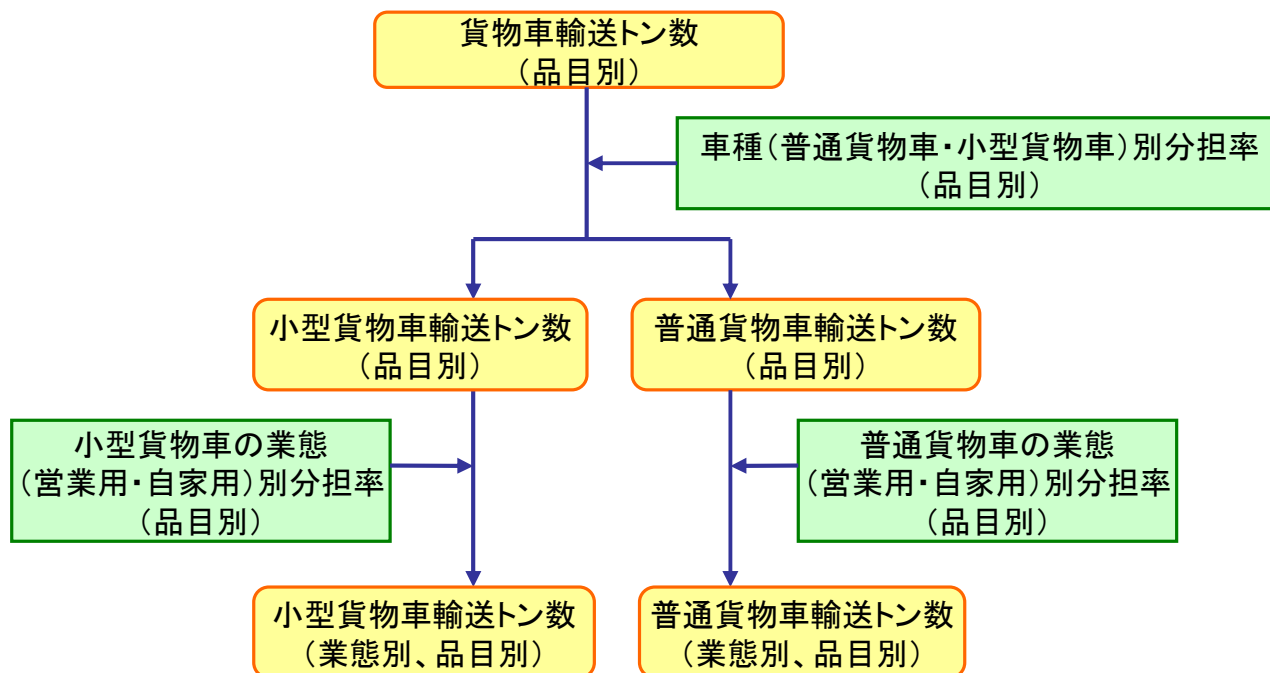 貨物車輸送トン数
（品目別）
車種（普通貨物車・小型貨物車）別分担率
（品目別）
小型貨物車輸送トン数
（品目別）
普通貨物車輸送トン数
（品目別）
小型貨物車の業態
（営業用・自家用）別分担率
（品目別）
普通貨物車の業態
（営業用・自家用）別分担率
（品目別）
小型貨物車輸送トン数
（業態別、品目別）
普通貨物車輸送トン数
（業態別、品目別）